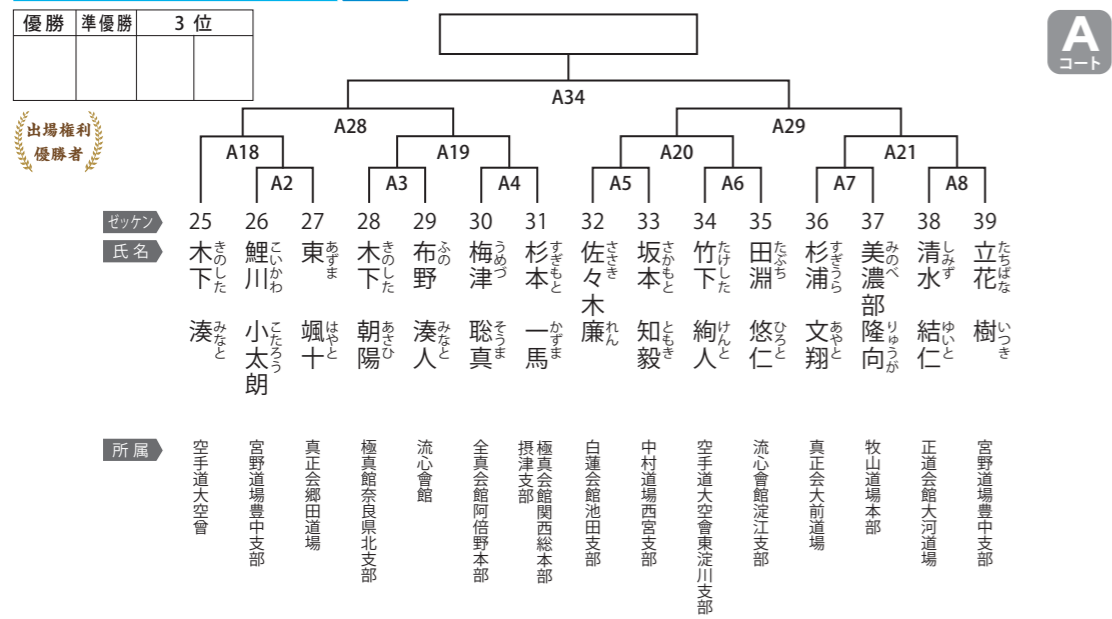 優勝 準優勝 3位
A
コート
出場権利
優勝者
A34
A28 A29
A18 A19 A20 A21
A2 A3 A4 A5 A6 A7 A8
ゼッケン 25 26 27 28 29 30 31 32 33 34 35 36 37 38 39
氏名
木下 湊 きのした みなと
鯉川 小太朗 こいかわ こたろう
東 颯十 あずま はやと
木下 朝陽 きのした あさひ
布野 湊人 ふの みなと
梅津 聡真 うめづ そうま
杉本 一馬 すぎもと かずま
佐々木 廉 ささき れん
坂本 知毅 さかもと ともき
竹下 絢人 たけした けんと
田淵 悠仁 たぶち ひろと
杉浦 文翔 すぎうら あやと
美濃部 隆向 みのべ りゅうが
清水 結仁 しみず ゆいと
立花 樹 たちばな いつき
所属
空手道大空曾
宮野道場豊中支部
真正会郷田道場
極真館奈良県北支部
流心會館
全真会館阿倍野本部
極真会館関西総本部
摂津支部
白蓮会館池田支部
中村道場西宮支部
空手道大空會東淀川支部
流心會館淀江支部
真正会大前道場
牧山道場本部
正道会館大河道場
宮野道場豊中支部